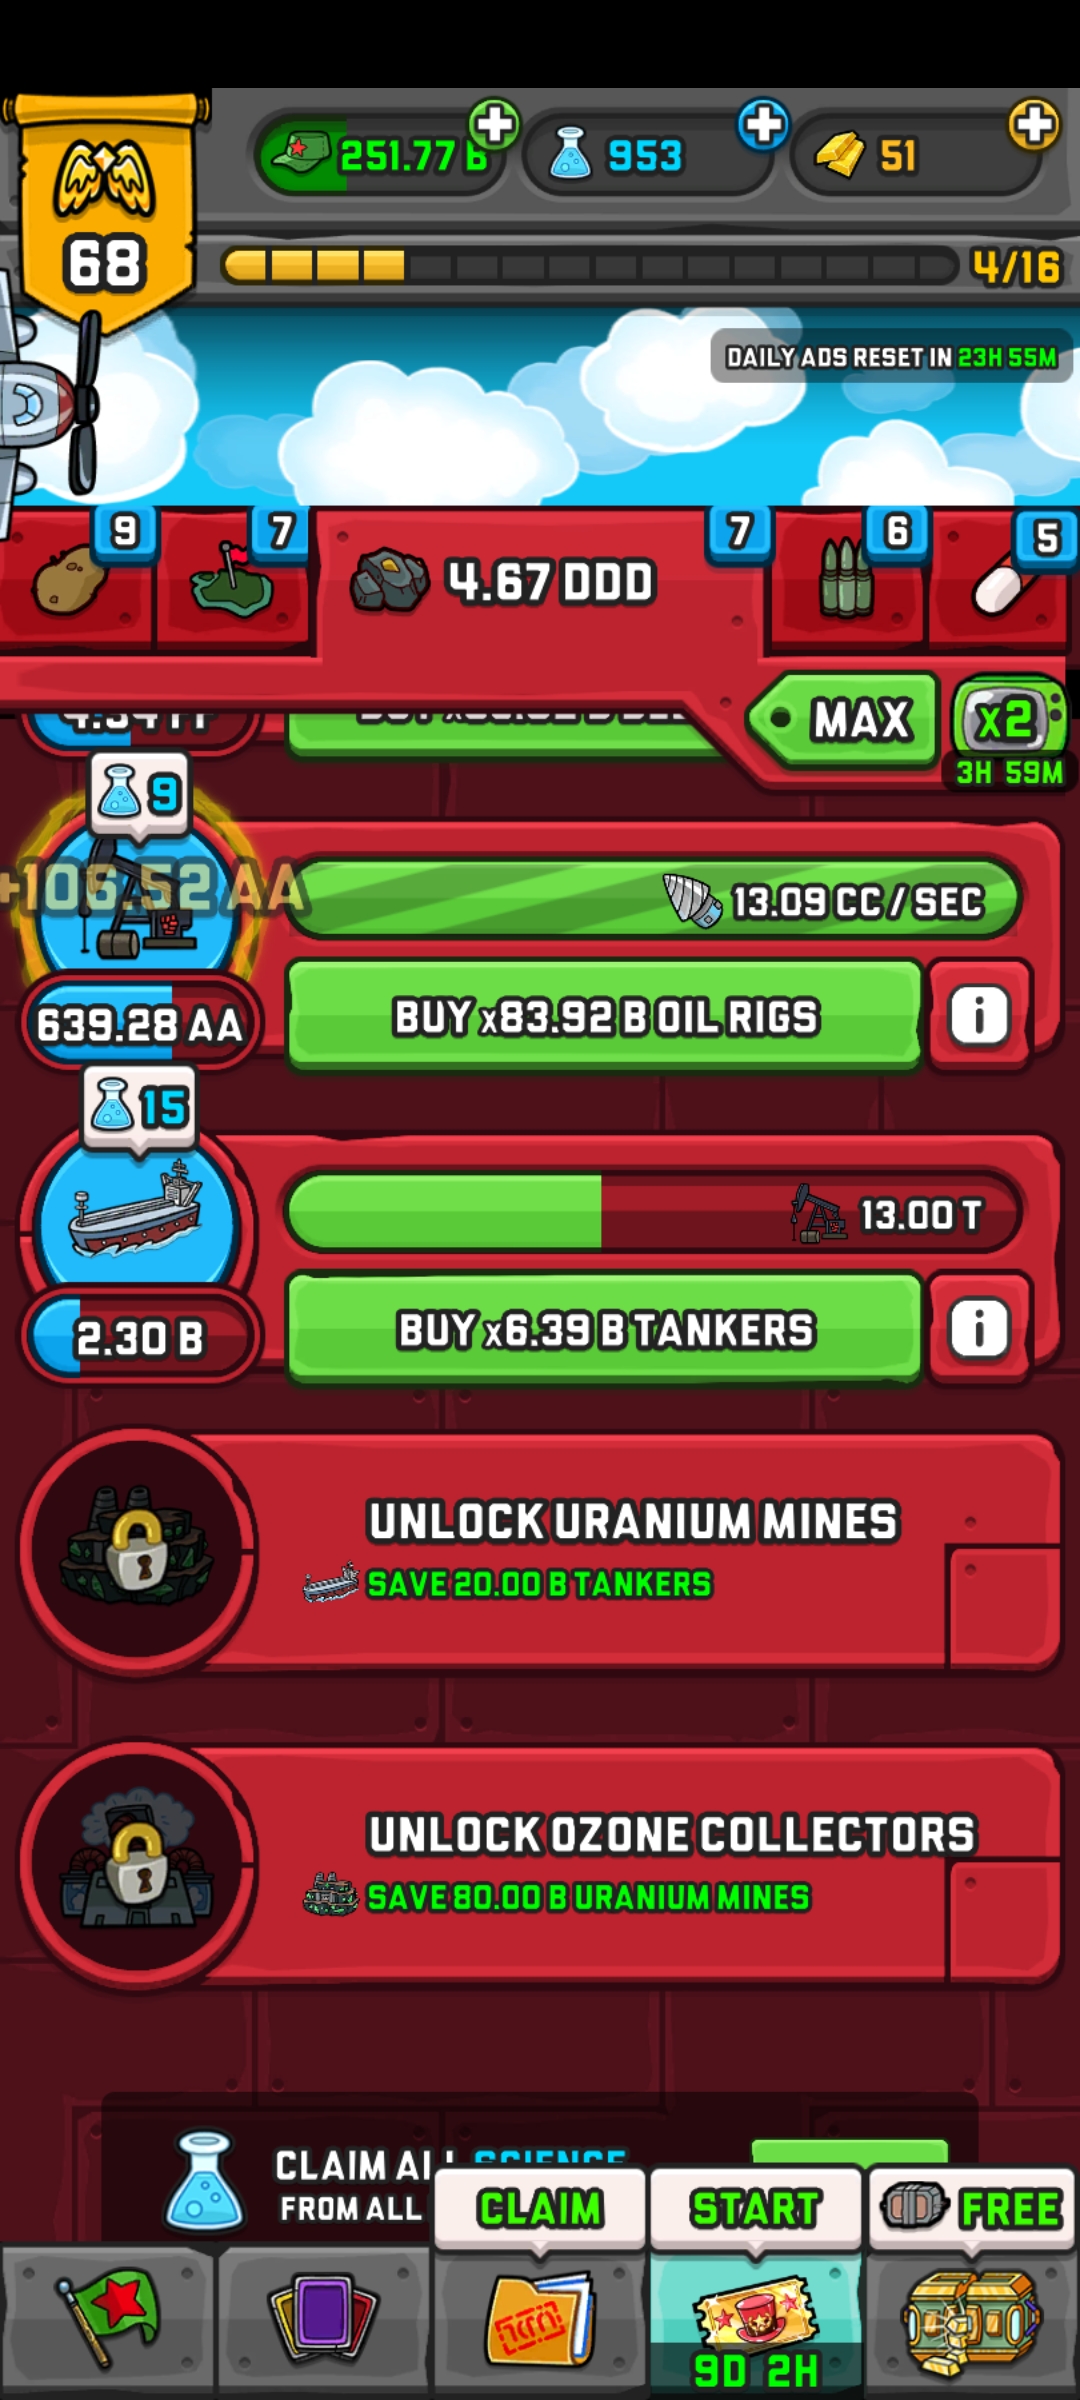 251.77 B
953
51
68
4/16
DAILY ADS RESET IN 23H 55M
9
7
4.67 DDD
7
6
5
MAX
x2
3H 59M
9
+106.52 AA
13.09 CC / SEC
639.28 AA
BUY x83.92 B OIL RIGS
i
15
13.00 T
2.30 B
BUY x6.39 B TANKERS
i
UNLOCK URANIUM MINES
SAVE 20.00 B TANKERS
UNLOCK OZONE COLLECTORS
SAVE 80.00 B URANIUM MINES
CLAIM ALL SCIENCE
FROM ALL
CLAIM
START
FREE
9D 2H